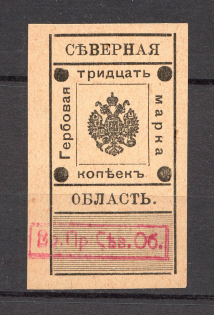 СѢВЕРНАЯ
тридцать
Гербовая
марка
копѣекъ
ОБЛАСТЬ.
Вр. Пр. Сѣв. Об.